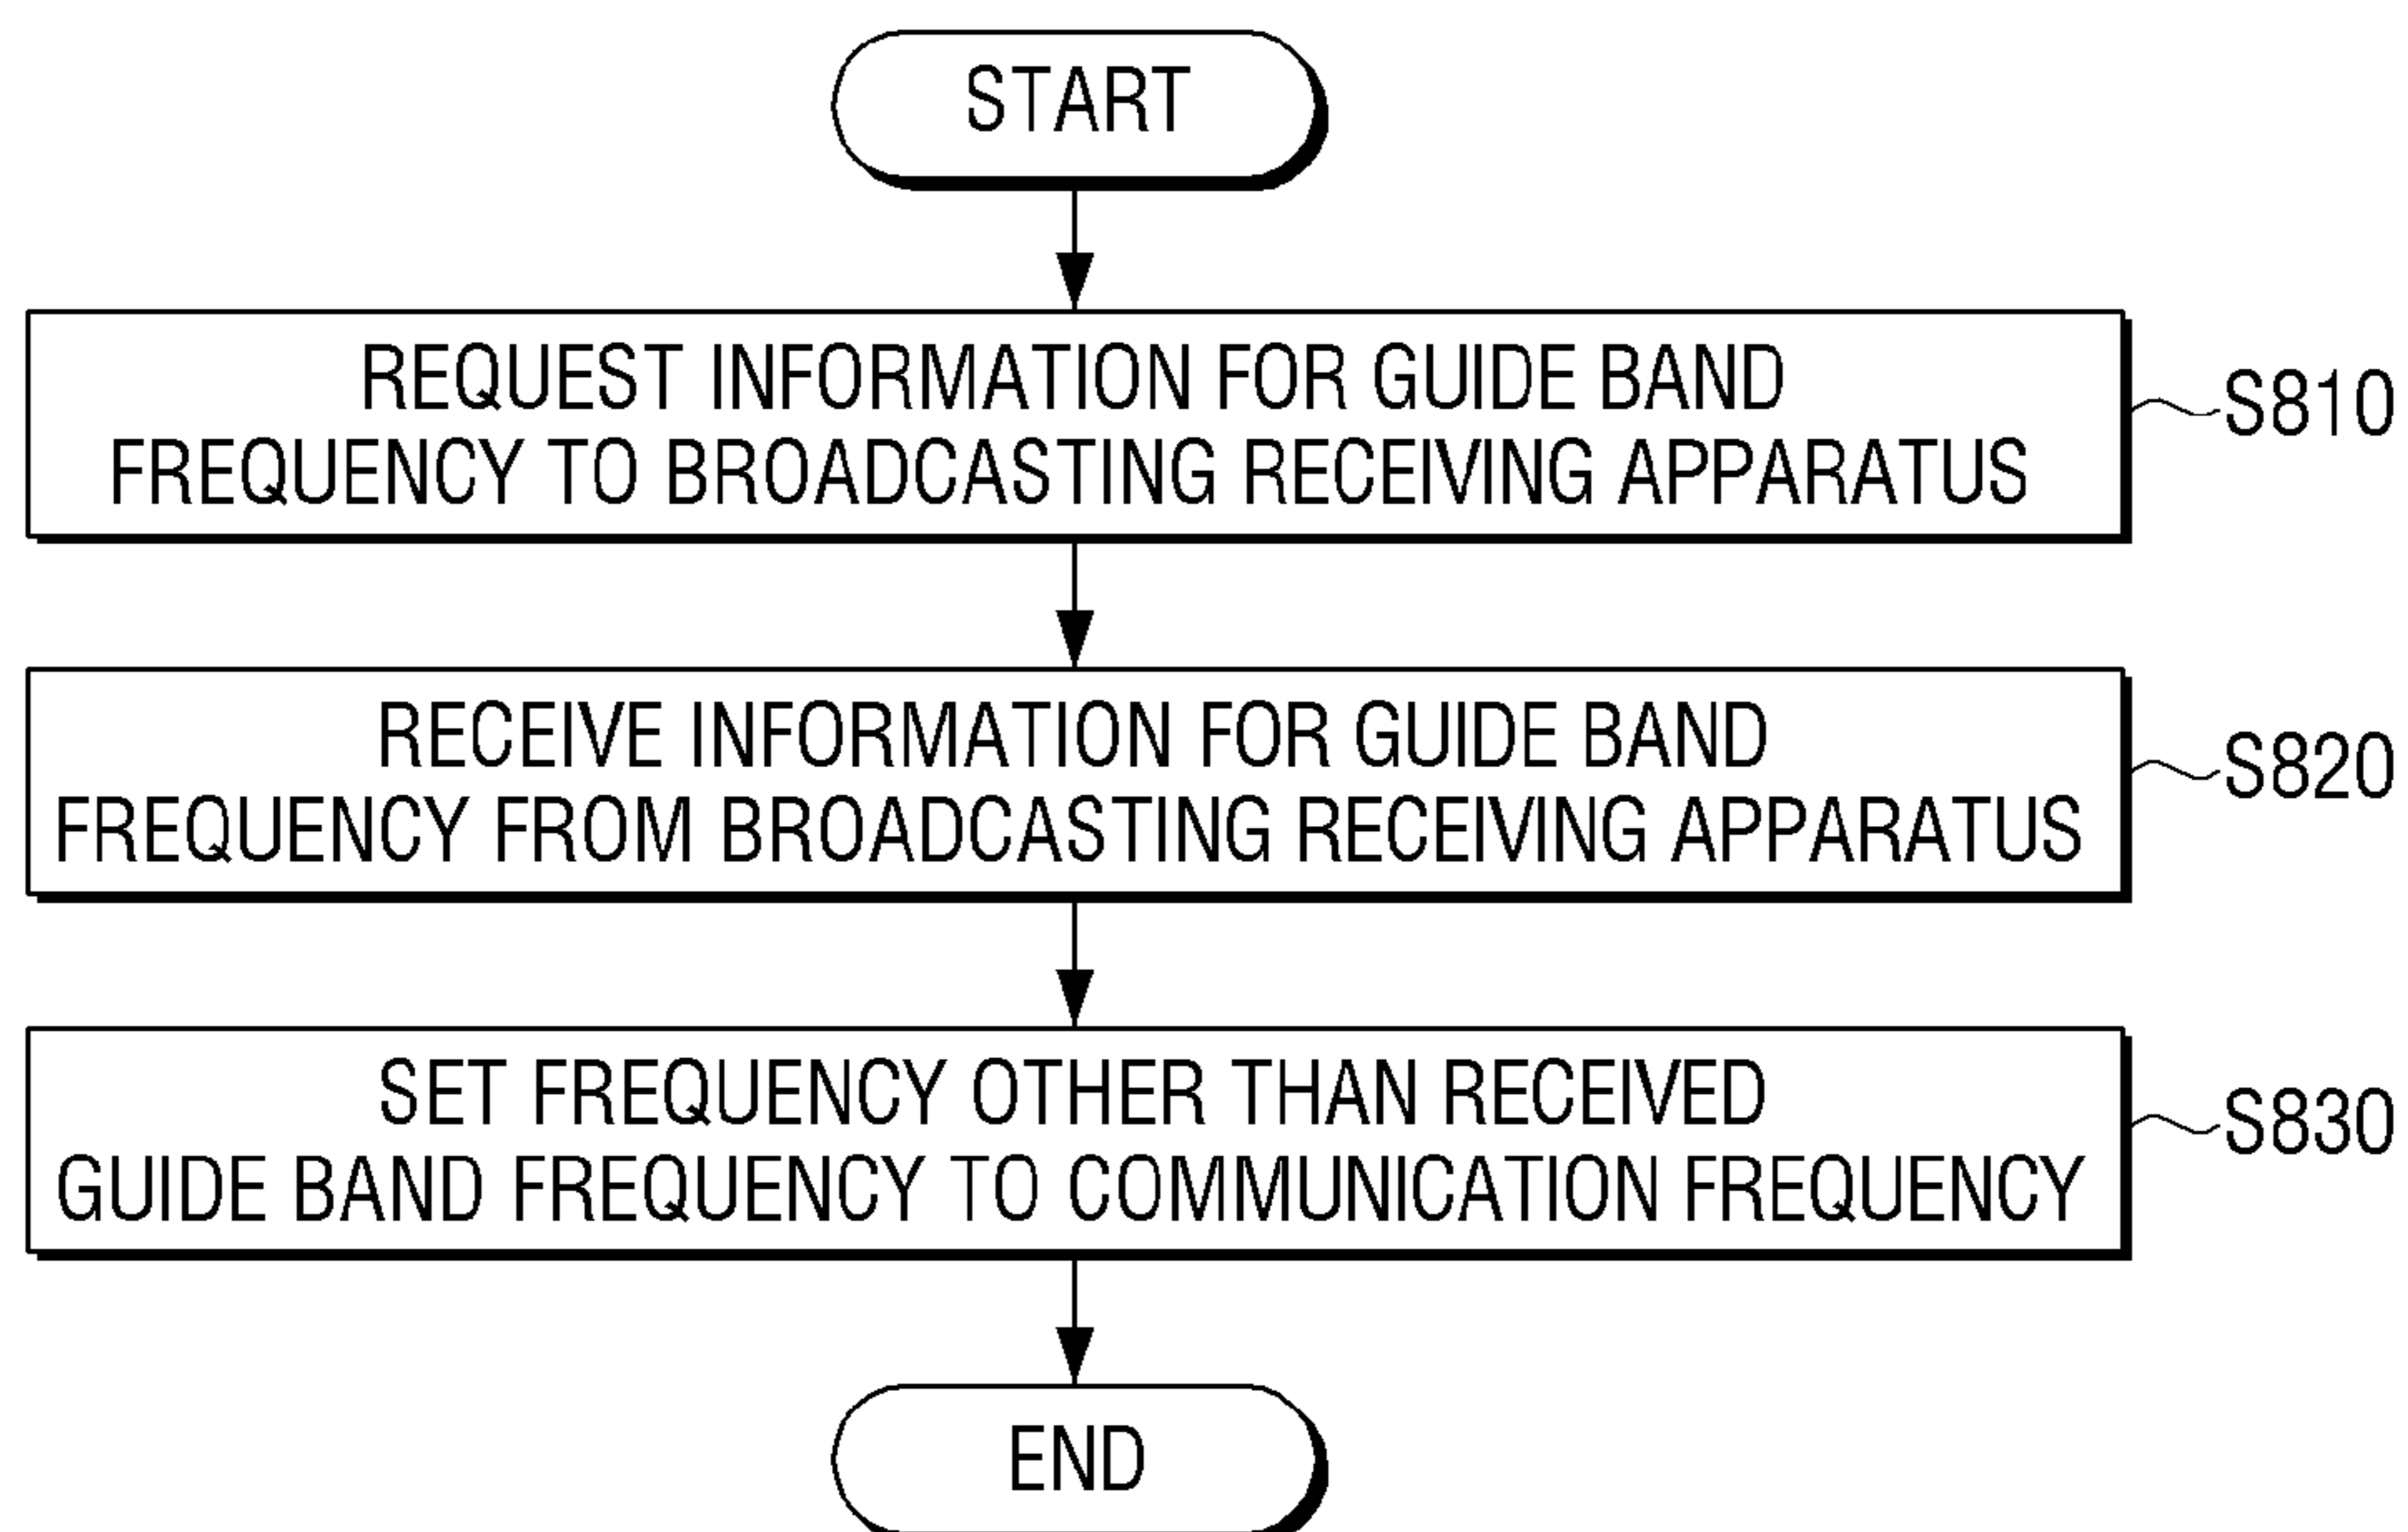 START
REQUEST INFORMATION FOR GUIDE BAND
FREQUENCY TO BROADCASTING RECEIVING APPARATUS
S810
RECEIVE INFORMATION FOR GUIDE BAND
FREQUENCY FROM BROADCASTING RECEIVING APPARATUS
S820
SET FREQUENCY OTHER THAN RECEIVED
GUIDE BAND FREQUENCY TO COMMUNICATION FREQUENCY
S830
END